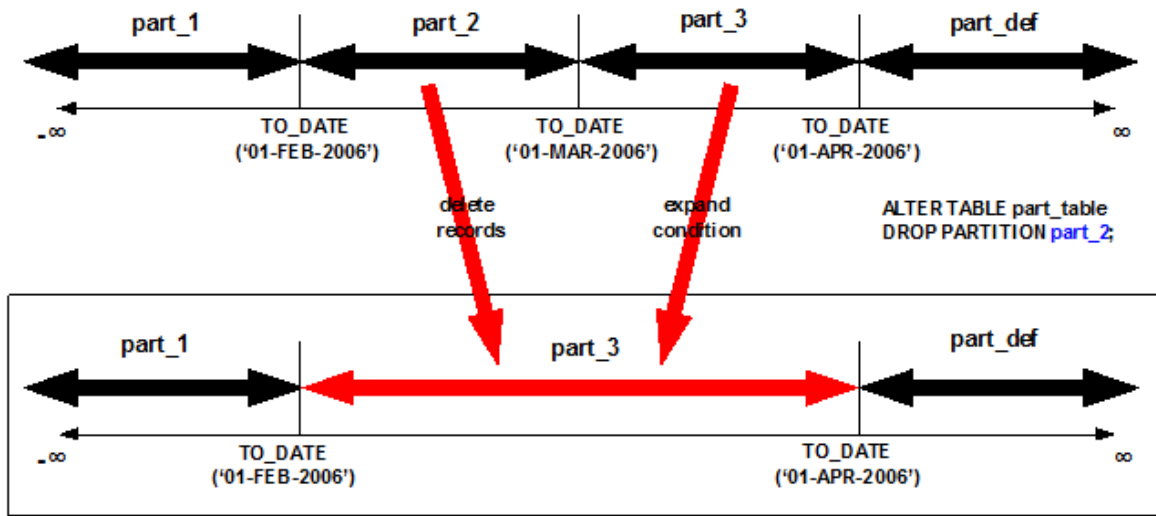 part_1
part_2
part_3
part_def
-∞
TO_DATE
(‘01-FEB-2006’)
TO_DATE
(‘01-MAR-2006’)
TO_DATE
(‘01-APR-2006’)
∞
delete
records
expand
condition
ALTER TABLE part_table
DROP PARTITION part_2;
part_1
part_3
part_def
-∞
TO_DATE
(‘01-FEB-2006’)
TO_DATE
(‘01-APR-2006’)
∞